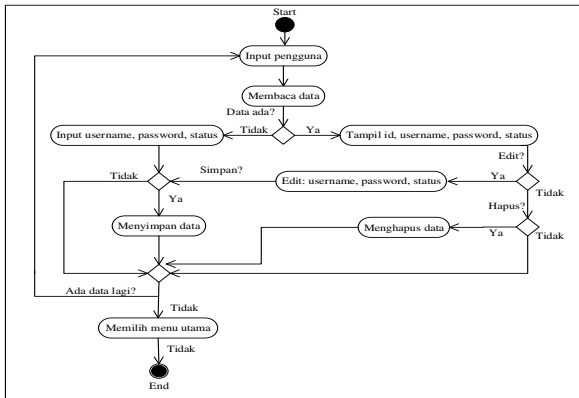 Start
Input pengguna
Membaca data
Data ada?
Input username, password, status
Tidak
Ya
Tampil id, username, password, status
Edit?
Simpan?
Tidak
Edit: username, password, status
Ya
Tidak
Ya
Hapus?
Menyimpan data
Menghapus data
Ya
Tidak
Ada data lagi?
Tidak
Memilih menu utama
Tidak
End